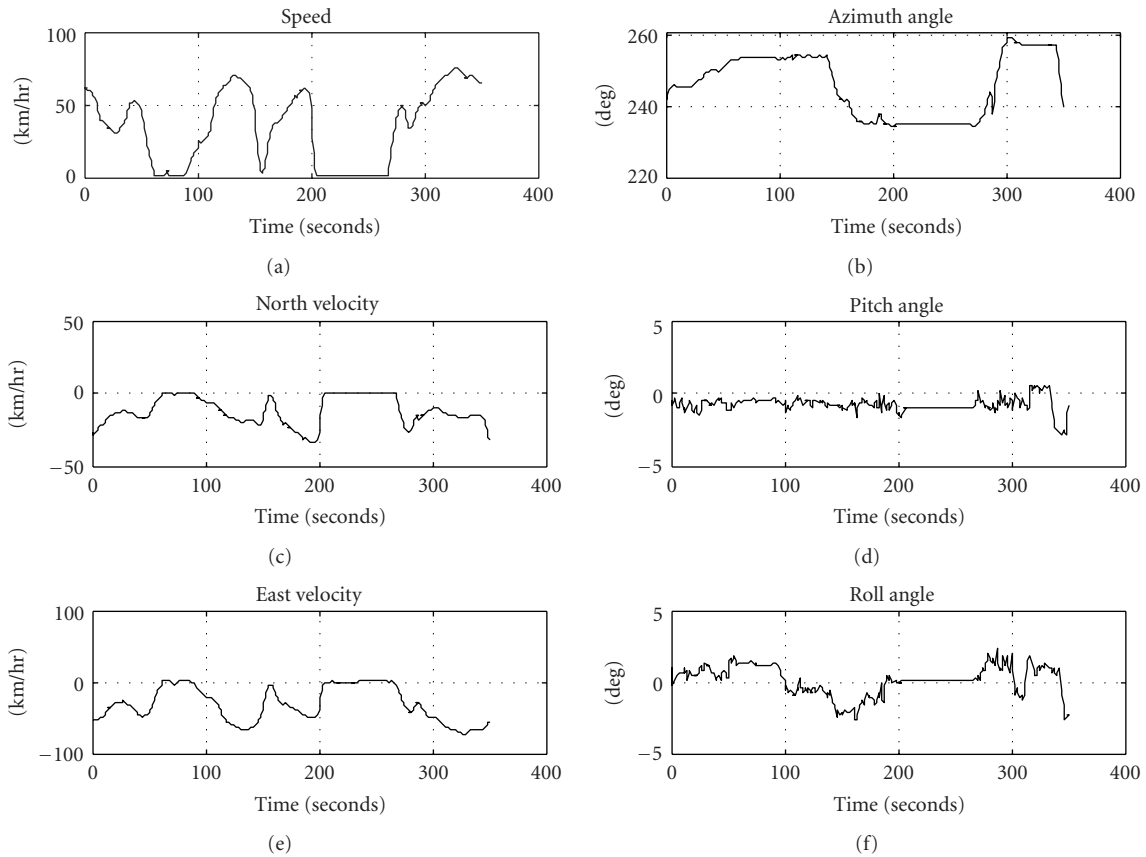 Speed
100
50
0
(km/hr)
0 100 200 300 400
Time (seconds)
(a)
Azimuth angle
260
240
220
(deg)
0 100 200 300 400
Time (seconds)
(b)
North velocity
50
0
−50
(km/hr)
0 100 200 300 400
Time (seconds)
(c)
Pitch angle
5
0
−5
(deg)
0 100 200 300 400
Time (seconds)
(d)
East velocity
100
0
−100
(km/hr)
0 100 200 300 400
Time (seconds)
(e)
Roll angle
5
0
−5
(deg)
0 100 200 300 400
Time (seconds)
(f)